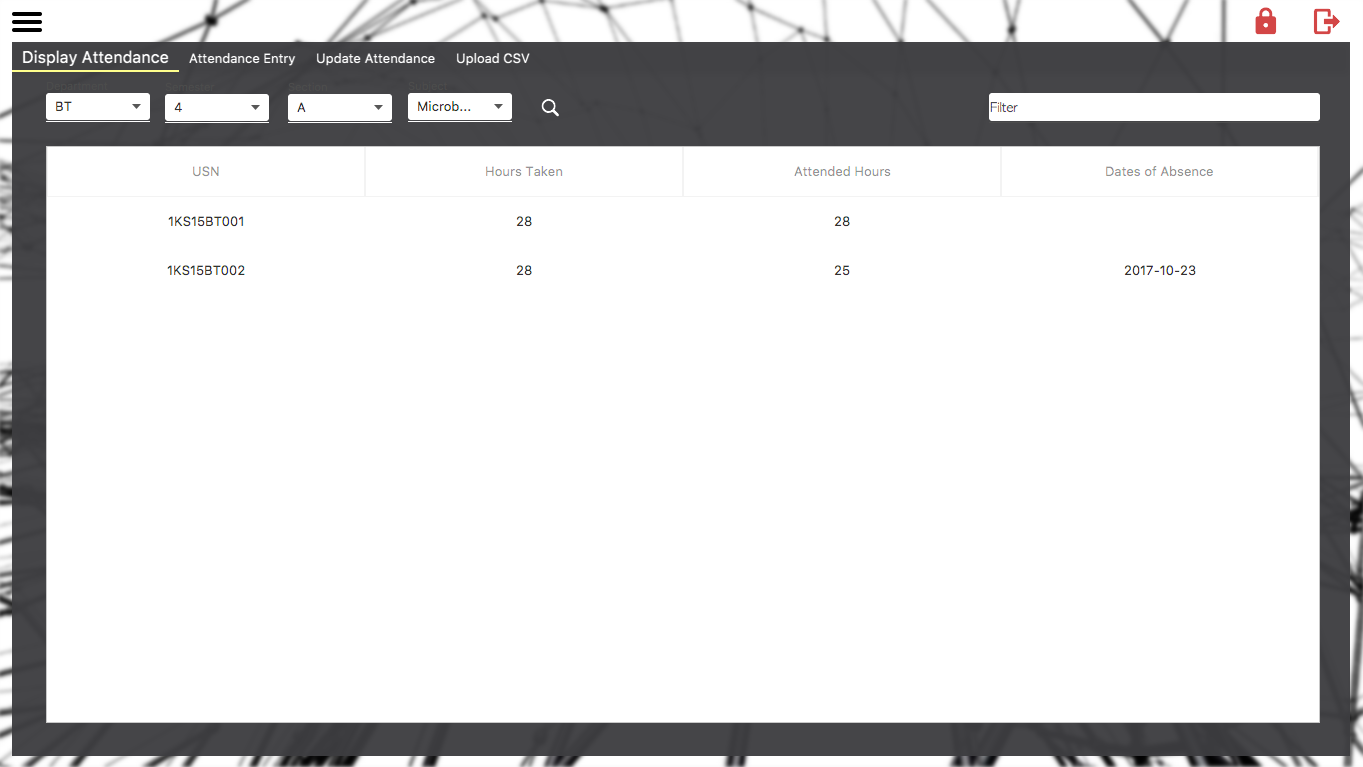 Display Attendance Attendance Entry Update Attendance Upload CSV
BT 4 A Microb... Filter
USN Hours Taken Attended Hours Dates of Absence
1KS15BT001 28 28
1KS15BT002 28 25 2017-10-23